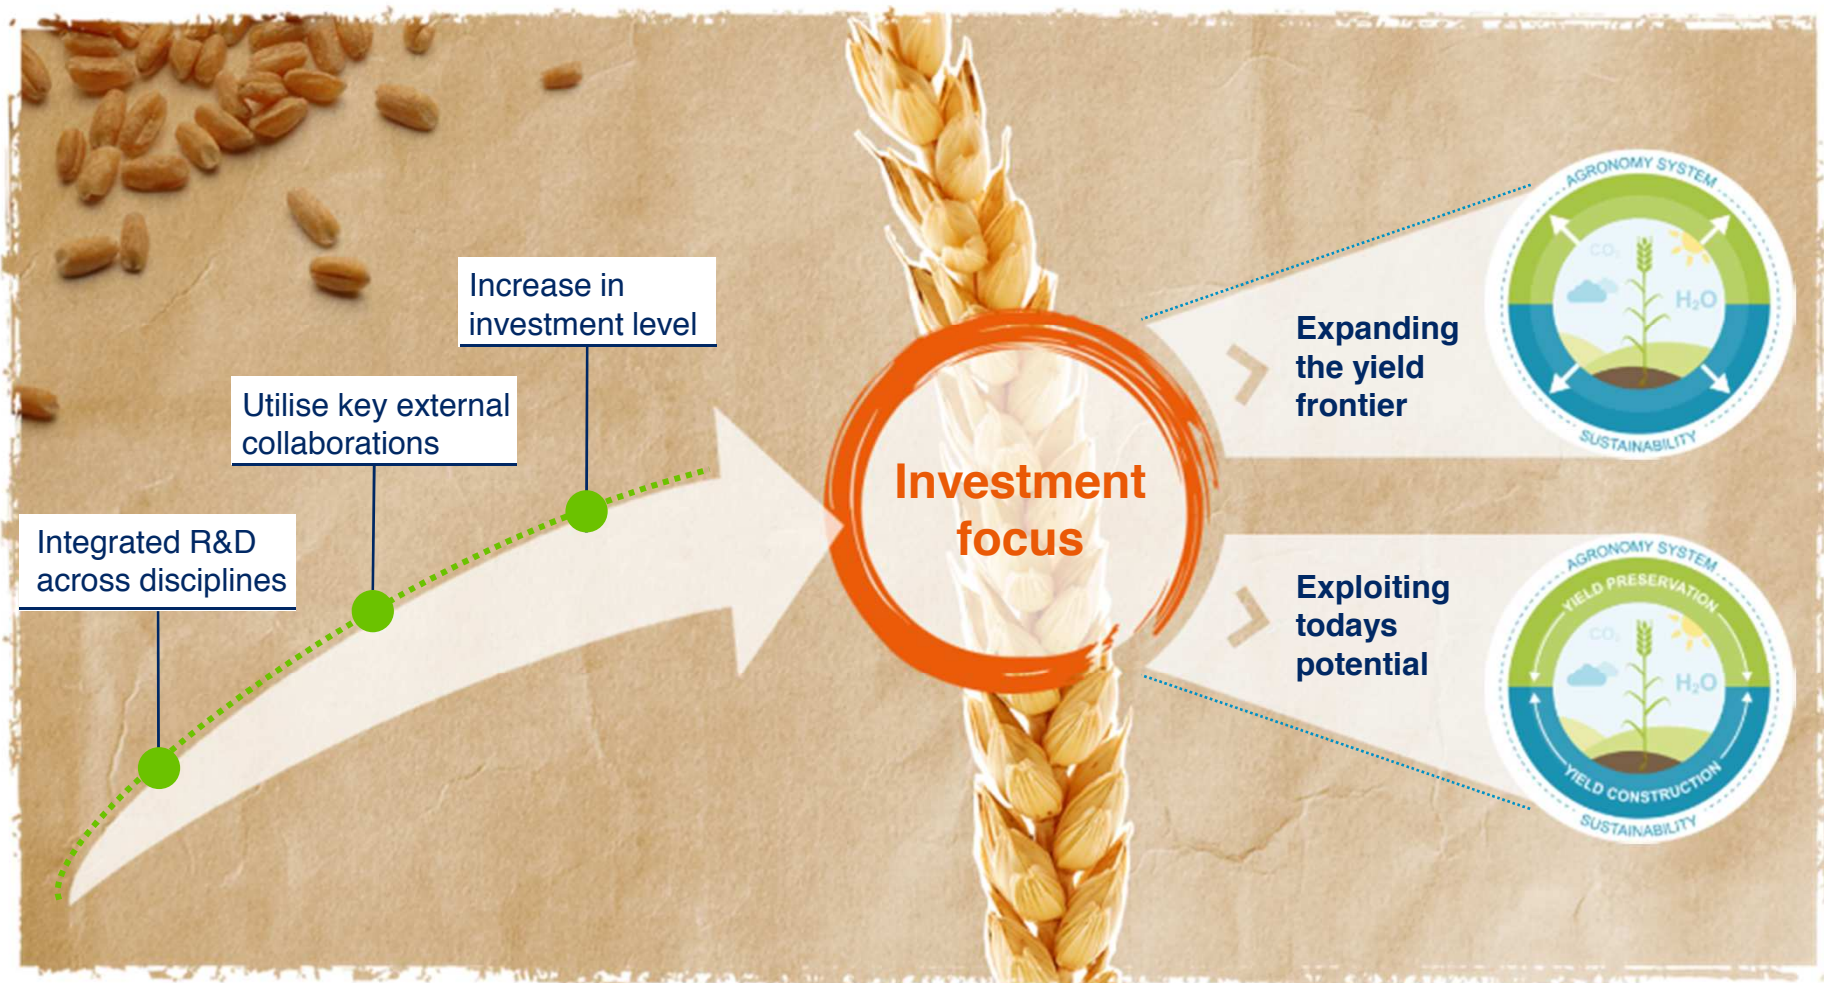 Increase in
investment level
Utilise key external
collaborations
Integrated R&D
across disciplines
Investment
focus
Expanding
the yield
frontier
AGRONOMY SYSTEM
CO₂
H₂O
SUSTAINABILITY
Exploiting
todays
potential
AGRONOMY SYSTEM
YIELD PRESERVATION
CO₂
H₂O
YIELD CONSTRUCTION
SUSTAINABILITY